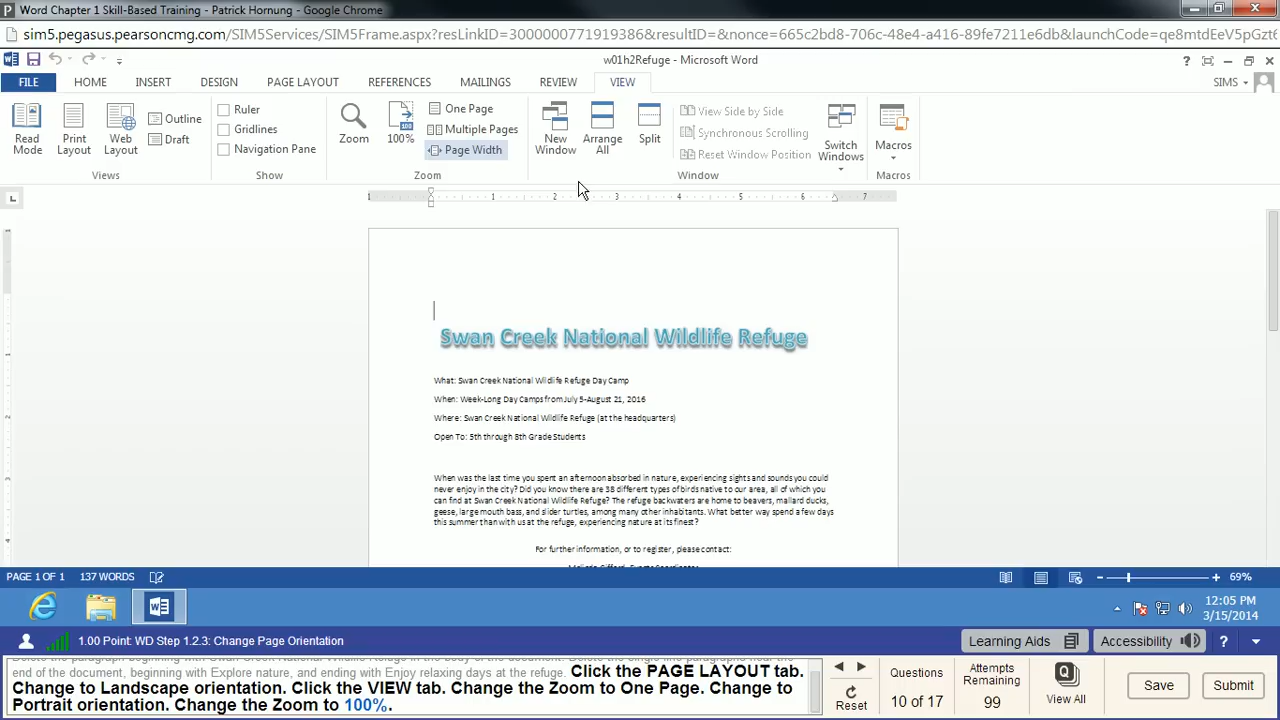 Word Chapter 1 Skill-Based Training - Patrick Hornung - Google Chrome
sim5.pegasus.pearsoncmg.com/SIM5Services/SIM5Frame.aspx?resLinkID=3000000771919386&resultID=&nonce=665c2bd8-706c-48e4-a416-89fe7211e6db&launchCode=qe8mtdEeV5pGzt6
w01h2Refuge - Microsoft Word
FILE HOME INSERT DESIGN PAGE LAYOUT REFERENCES MAILINGS REVIEW VIEW SIMS
Read Mode
Print Layout
Web Layout
Outline
Draft
Views
Ruler
Gridlines
Navigation Pane
Show
Zoom
100%
One Page
Multiple Pages
Page Width
Zoom
New Window
Arrange All
Split
View Side by Side
Synchronous Scrolling
Reset Window Position
Switch Windows
Window
Macros
Macros
1 1 2 3 4 5 6 7
Swan Creek National Wildlife Refuge
What: Swan Creek National Wildlife Refuge Day Camp
When: Week-Long Day Camps from July 5-August 21, 2016
Where: Swan Creek National Wildlife Refuge (at the headquarters)
Open To: 5th through 8th Grade Students
When was the last time you spent an afternoon absorbed in nature, experiencing sights and sounds you could
never enjoy in the city? Did you know there are 38 different types of birds native to our area, all of which you
can find at Swan Creek National Wildlife Refuge? The refuge backwaters are home to beavers, mallard ducks,
geese, large mouth bass, and slider turtles, among many other inhabitants. What better way spend a few days
this summer than with us at the refuge, experiencing nature at its finest?
For further information, or to register, please contact:
PAGE 1 OF 1 137 WORDS 69%
12:05 PM
3/15/2014
1.00 Point: WD Step 1.2.3: Change Page Orientation
Learning Aids Accessibility ?
end of the document, beginning with Explore nature, and ending with Enjoy relaxing days at the refuge. Click the PAGE LAYOUT tab.
Change to Landscape orientation. Click the VIEW tab. Change the Zoom to One Page. Change to
Portrait orientation. Change the Zoom to 100%.
Reset
Questions
10 of 17
Attempts Remaining
99
View All
Save
Submit